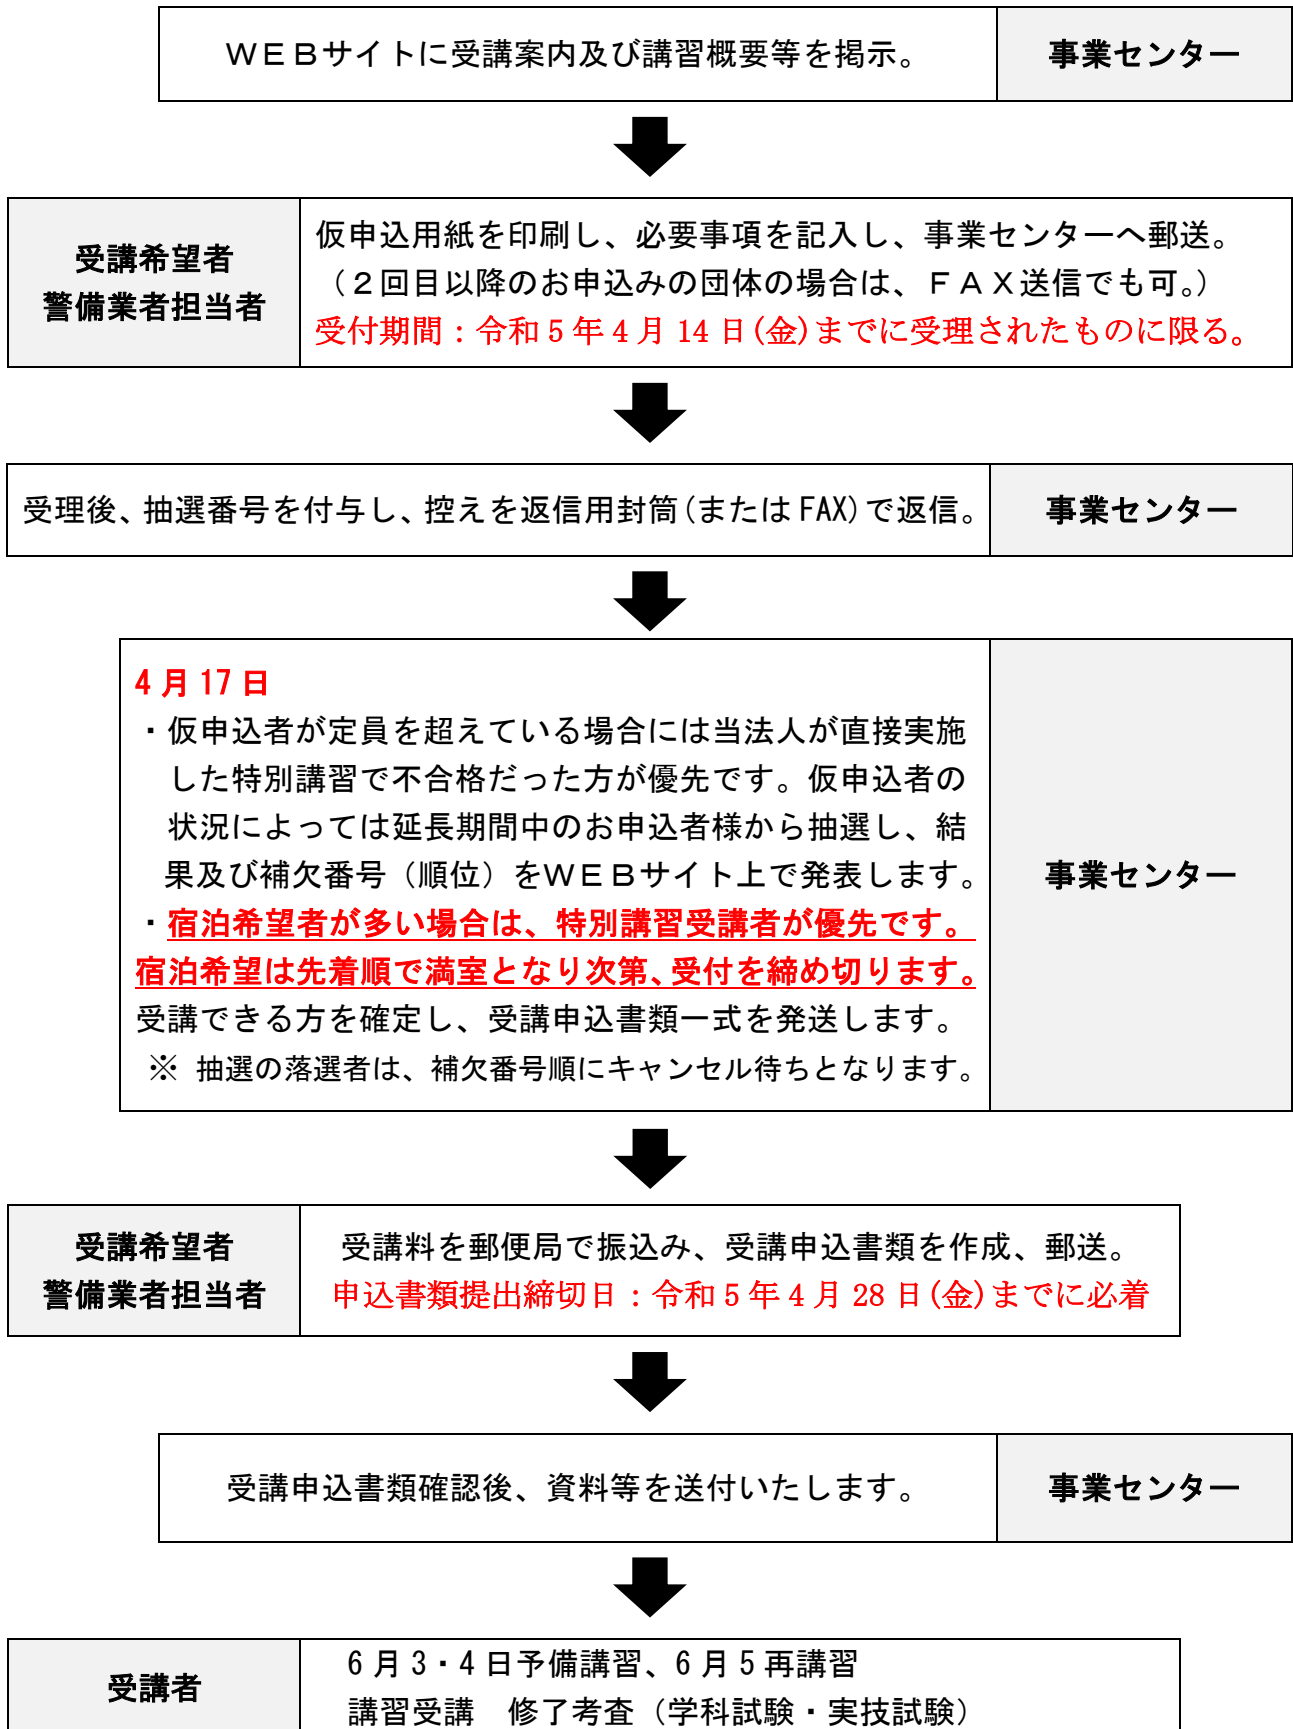 ＷＥＢサイトに受講案内及び講習概要等を掲示。
事業センター
受講希望者
警備業者担当者
仮申込用紙を印刷し、必要事項を記入し、事業センターへ郵送。
（２回目以降のお申込みの団体の場合は、ＦＡＸ送信でも可。）
受付期間：令和５年４月 14 日(金)までに受理されたものに限る。
受理後、抽選番号を付与し、控えを返信用封筒(または FAX)で返信。
事業センター
4 月 17 日
・仮申込者が定員を超えている場合には当法人が直接実施
した特別講習で不合格だった方が優先です。仮申込者の
状況によっては延長期間中のお申込者様から抽選し、結
果及び補欠番号（順位）をＷＥＢサイト上で発表します。
・宿泊希望者が多い場合は、特別講習受講者が優先です。
宿泊希望は先着順で満室となり次第、受付を締め切ります。
受講できる方を確定し、受講申込書類一式を発送します。
※ 抽選の落選者は、補欠番号順にキャンセル待ちとなります。
事業センター
受講希望者
警備業者担当者
受講料を郵便局で振込み、受講申込書類を作成、郵送。
申込書類提出締切日：令和５年４月 28 日(金)までに必着
受講申込書類確認後、資料等を送付いたします。
事業センター
受講者
6 月 3・4 日予備講習、6 月 5 再講習
講習受講　修了考査（学科試験・実技試験）